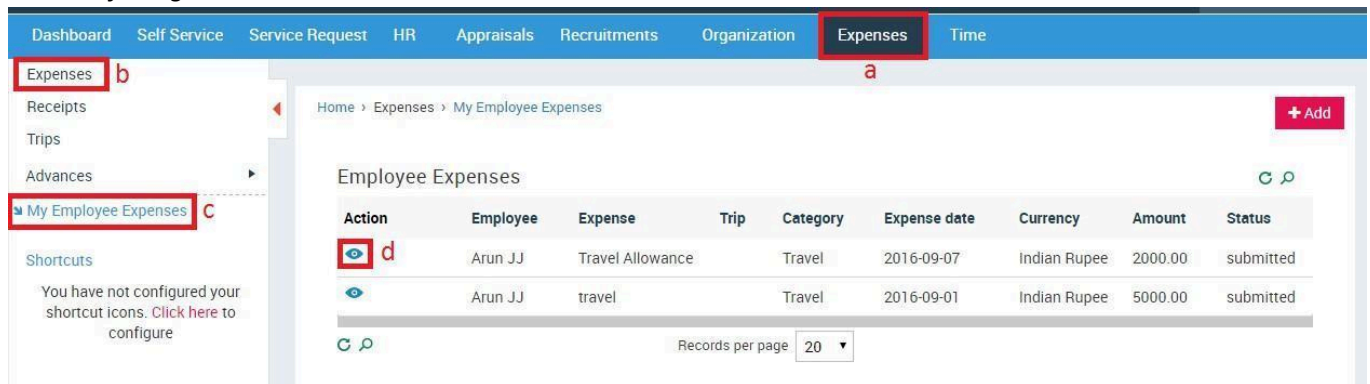 Dashboard Self Service Service Request HR Appraisals Recruitments Organization Expenses Time
a
Expenses b
Receipts
Trips
Advances
My Employee Expenses c
Shortcuts
You have not configured your
shortcut icons. Click here to
configure
Home › Expenses › My Employee Expenses
+ Add
Employee Expenses
Action Employee Expense Trip Category Expense date Currency Amount Status
d Arun JJ Travel Allowance Travel 2016-09-07 Indian Rupee 2000.00 submitted
Arun JJ travel Travel 2016-09-01 Indian Rupee 5000.00 submitted
Records per page 20